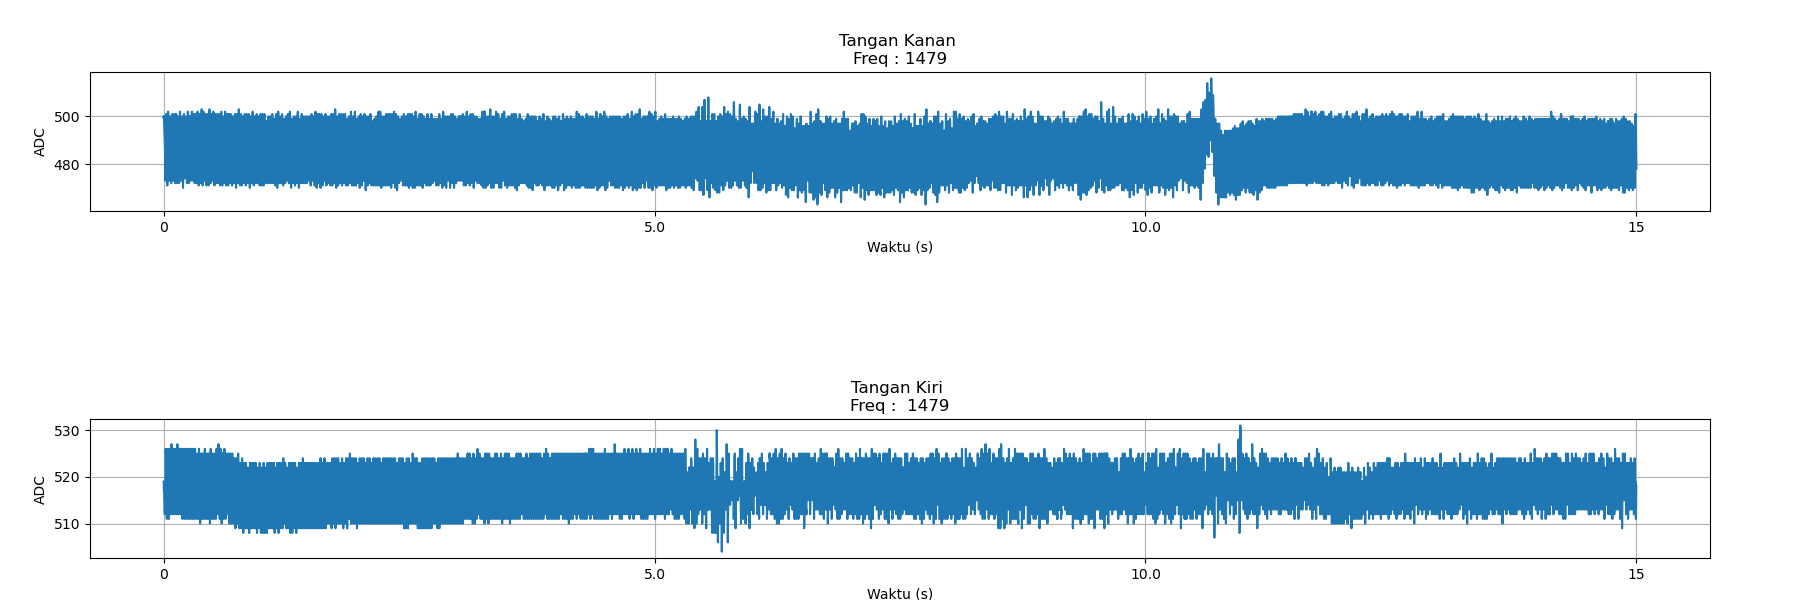 Tangan Kanan
Freq : 1479
500
480
ADC
0 5.0 10.0 15
Waktu (s)
Tangan Kiri
Freq :  1479
530
520
510
ADC
0 5.0 10.0 15
Waktu (s)